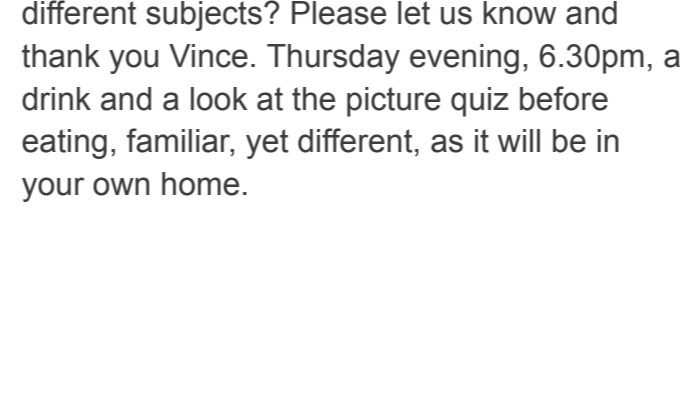 different subjects? Please let us know and
thank you Vince. Thursday evening, 6.30pm, a
drink and a look at the picture quiz before
eating, familiar, yet different, as it will be in
your own home.